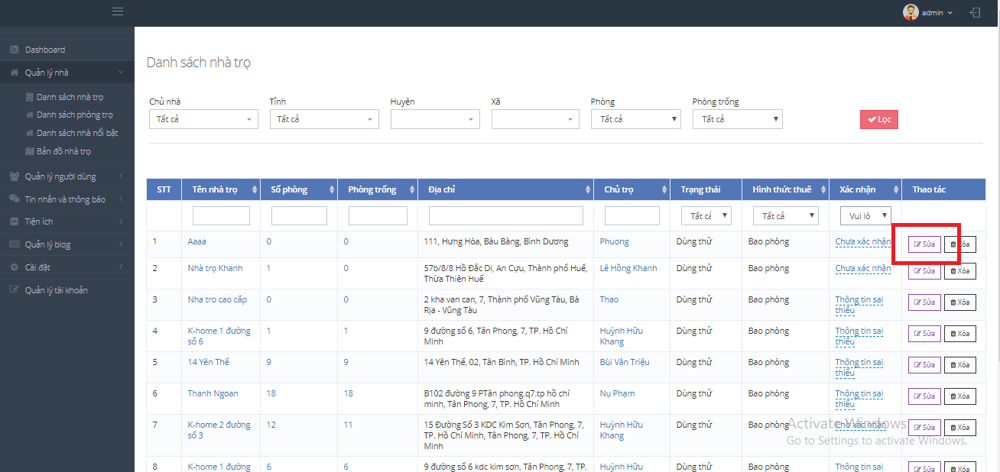 admin
Dashboard
Quản lý nhà
Danh sách nhà trọ
Danh sách phòng trọ
Danh sách nhà nổi bật
Bản đồ nhà trọ
Quản lý người dùng
Tin nhắn và thông báo
Tiện ích
Quản lý blog
Cài đặt
Quản lý tài khoản
Danh sách nhà trọ
Chủ nhà Tỉnh Huyện Xã Phòng Phòng trống
Tất cả Tất cả Tất cả Tất cả Lọc
STT Tên nhà trọ Số phòng Phòng trống Địa chỉ Chủ trọ Trạng thái Hình thức thuê Xác nhận Thao tác
Tất cả Tất cả Vui lò
1 Aaaa 0 0 111, Hưng Hòa, Bàu Bàng, Bình Dương Phuong Dùng thử Bao phòng Chưa xác nhận Sửa Xóa
2 Nhà trọ Khanh 1 0 57b/8/8 Hồ Đắc Di, An Cựu, Thành phố Huế, Lê Hồng Khanh Dùng thử Bao phòng Chưa xác nhận Sửa Xóa
Thừa Thiên Huế
3 Nha tro cao cấp 0 0 2 kha van can, 7, Thành phố Vũng Tàu, Bà Thao Dùng thử Bao phòng Thông tin sai Sửa Xóa
Rịa - Vũng Tàu thiếu
4 K-home 1 đường 1 1 9 đường số 6, Tân Phong, 7, TP. Hồ Chí Huỳnh Hữu Dùng thử Bao phòng Thông tin sai Sửa Xóa
số 6 Minh Khang thiếu
5 14 Yên Thế 9 9 14 Yên Thế, 02, Tân Bình, TP. Hồ Chí Minh Bùi Văn Triệu Dùng thử Bao phòng Thông tin sai Sửa Xóa
thiếu
6 Thanh Ngoan 18 18 B102 đường 9 PTân phong.q7.tp hồ chí Nụ Phạm Dùng thử Bao phòng Thông tin sai Sửa Xóa
minh, Tân Phong, 7, TP. Hồ Chí Minh thiếu
7 K-home 2 đường 12 11 15 Đường Số 3 KDC Kim Sơn, Tân Phong, 7, Huỳnh Hữu Dùng thử Bao phòng Chờ xác nhận Sửa Xóa
số 3 TP. Hồ Chí Minh, Tân Phong, 7, TP. Hồ Chí Khang
Minh
Activate Windows
Go to Settings to activate Windows.
8 K-home 1 đường 6 6 9 đường số 6 kdc kim sơn, Tân Phong, 7, TP. Huỳnh Hữu Dùng thử Bao phòng Thông tin sai Sửa Xóa